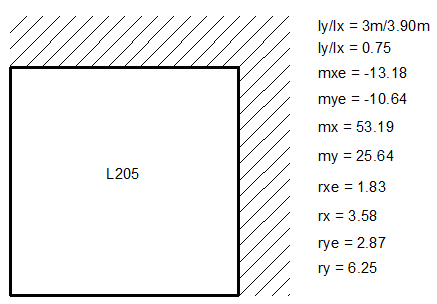 ly/lx = 3m/3.90m
ly/lx = 0.75
mxe = -13.18
mye = -10.64
mx = 53.19
my = 25.64
L205
rxe = 1.83
rx = 3.58
rye = 2.87
ry = 6.25